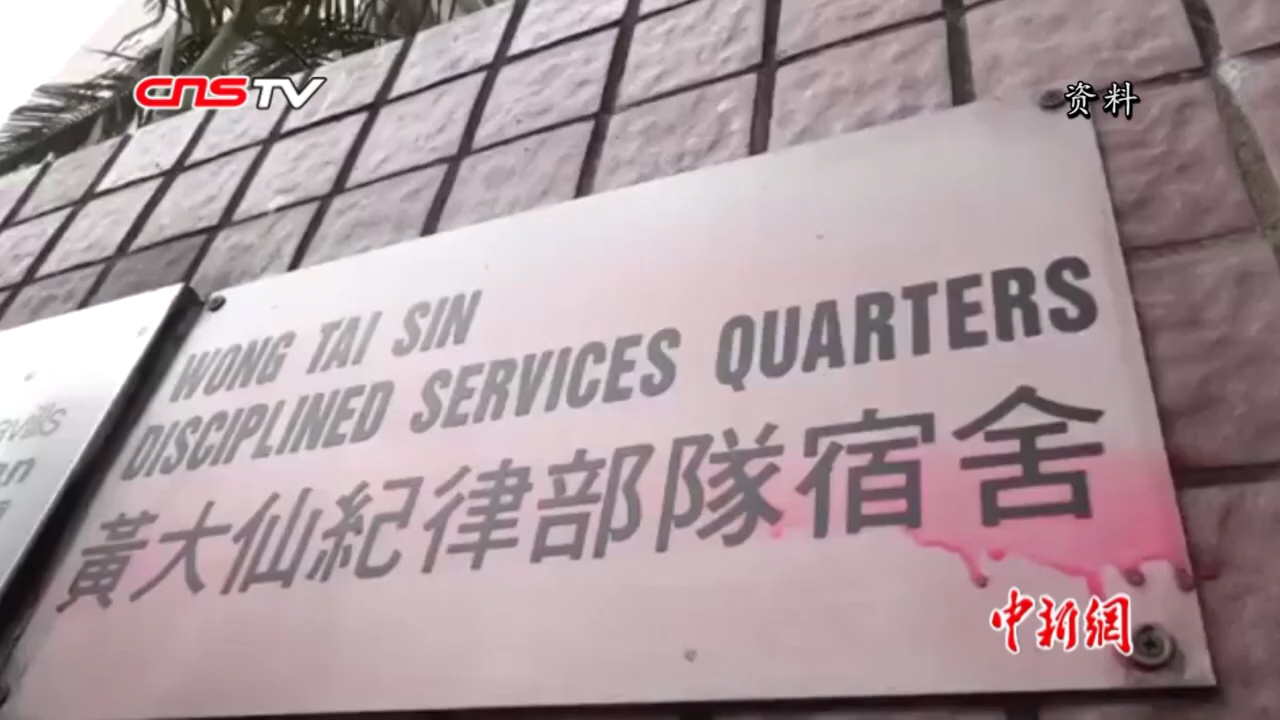 CNSTV
资料
WONG TAI SIN
DISCIPLINED SERVICES QUARTERS
黃大仙紀律部隊宿舍
中新網